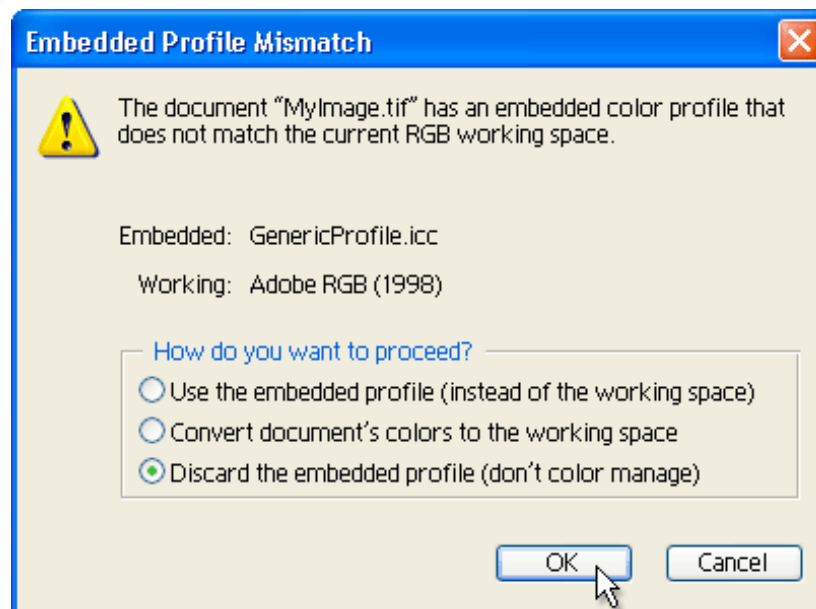 Embedded Profile Mismatch
The document “MyImage.tif” has an embedded color profile that
does not match the current RGB working space.
Embedded: GenericProfile.icc
Working: Adobe RGB (1998)
How do you want to proceed?
Use the embedded profile (instead of the working space)
Convert document’s colors to the working space
Discard the embedded profile (don’t color manage)
OK Cancel